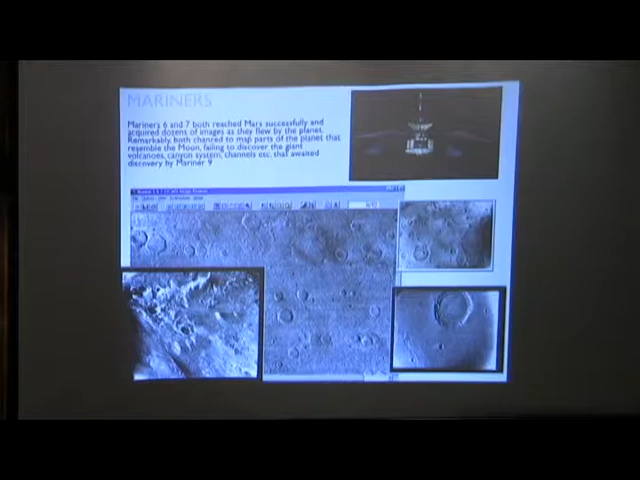 MARINERS
Mariners 6 and 7 both reached Mars successfully and
acquired dozens of images as they flew by the planet.
Remarkably, both chanced to map parts of the planet that
resemble the Moon, failing to discover the giant
volcanoes, canyon system, channels etc. that awaited
discovery by Mariner 9